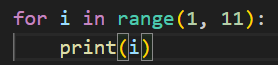 for i in range(1, 11):
    print(i)